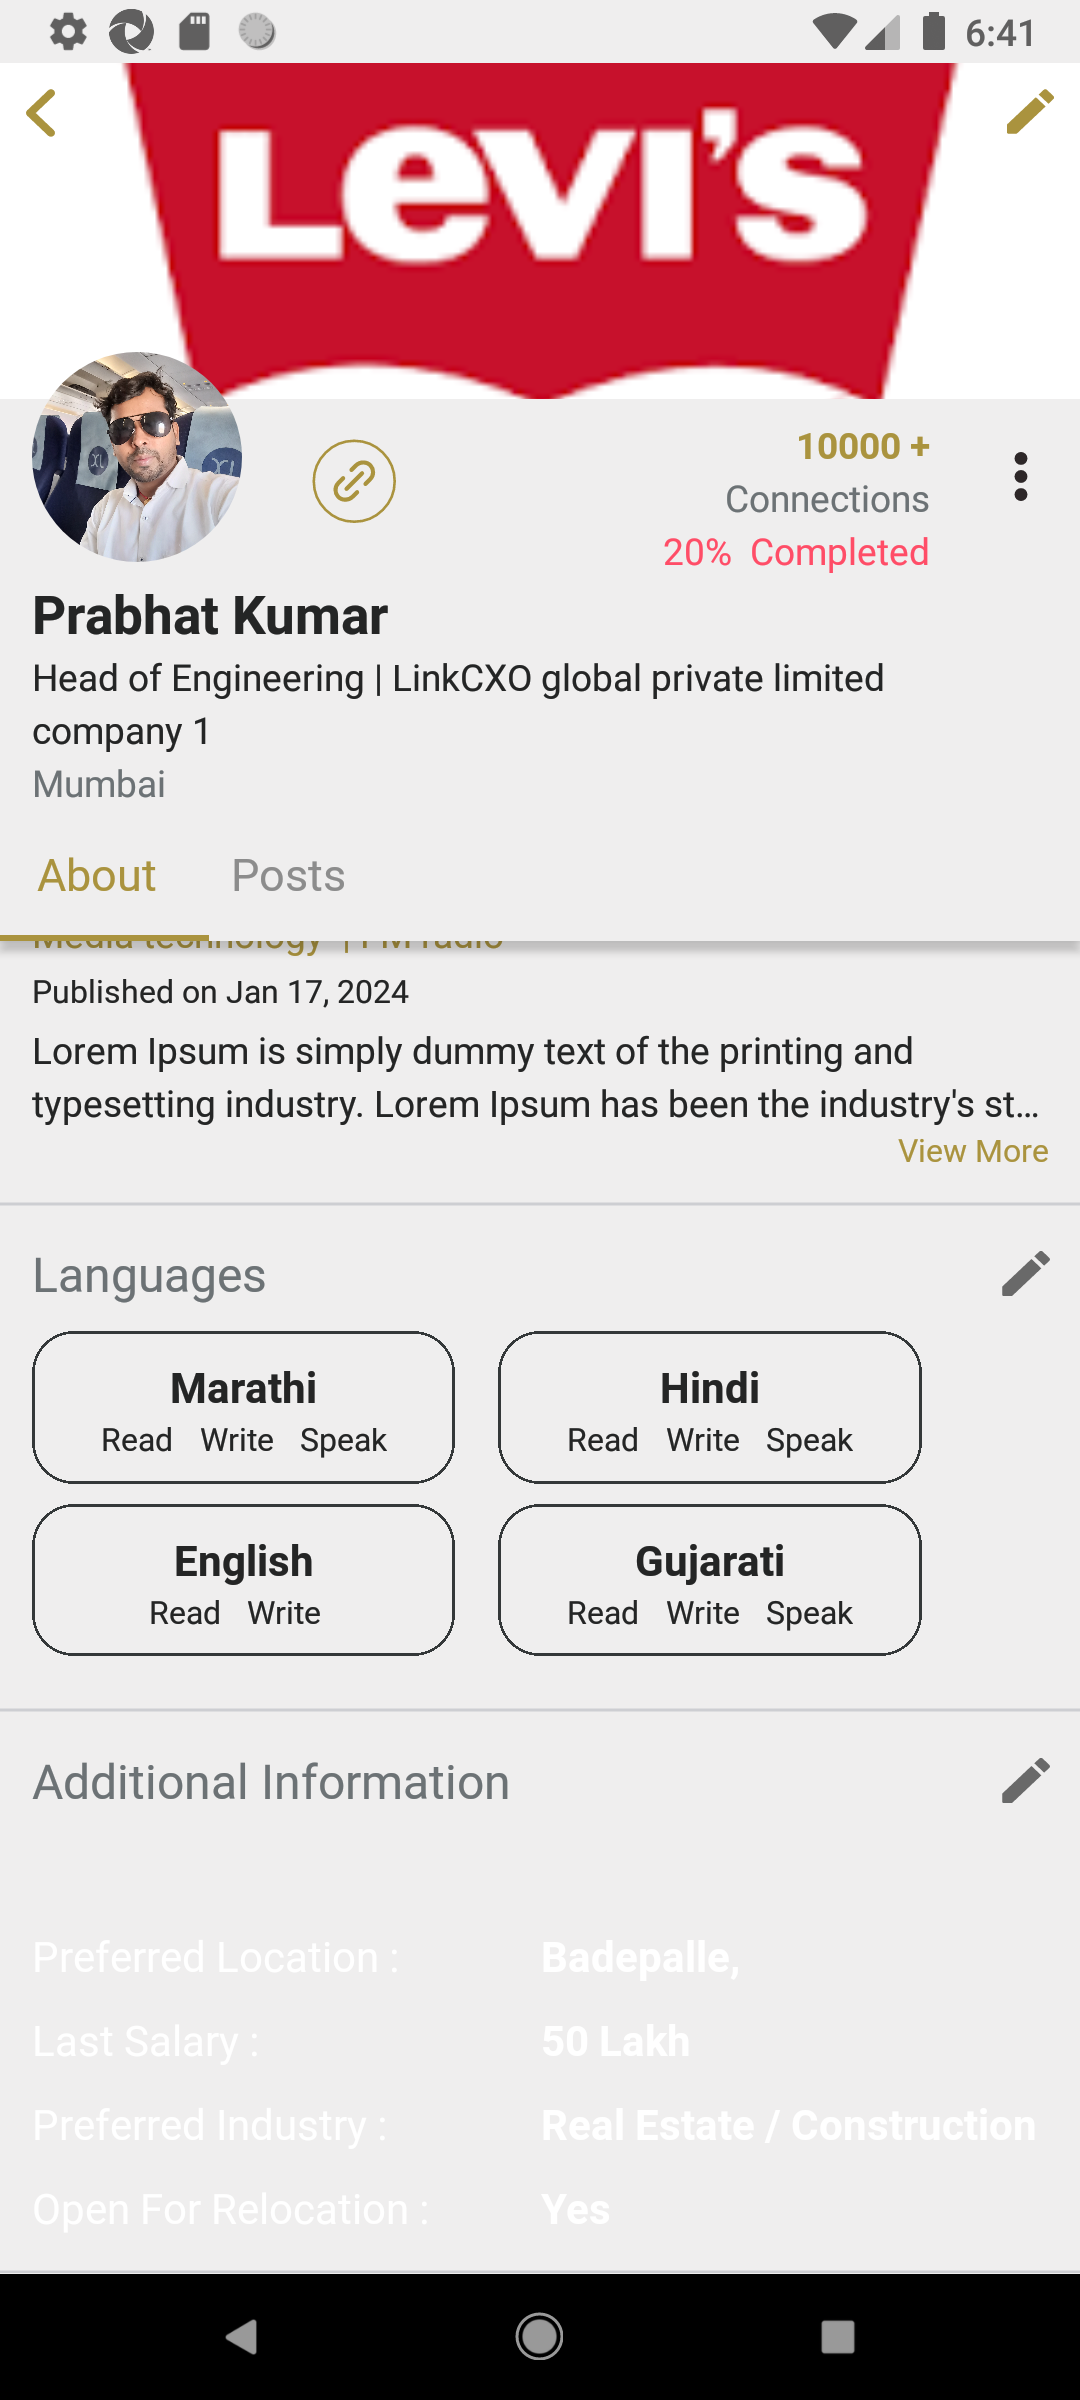 6:41
LEVI'S
10000 +
Connections
20% Completed
Prabhat Kumar
Head of Engineering | LinkCXO global private limited
company 1
Mumbai
About Posts
Media technology | FM radio
Published on Jan 17, 2024
Lorem Ipsum is simply dummy text of the printing and
typesetting industry. Lorem Ipsum has been the industry's st...
View More
Languages
Marathi Hindi
Read Write Speak Read Write Speak
English Gujarati
Read Write Read Write Speak
Additional Information
Preferred Location : Badepalle,
Last Salary : 50 Lakh
Preferred Industry : Real Estate / Construction
Open For Relocation : Yes